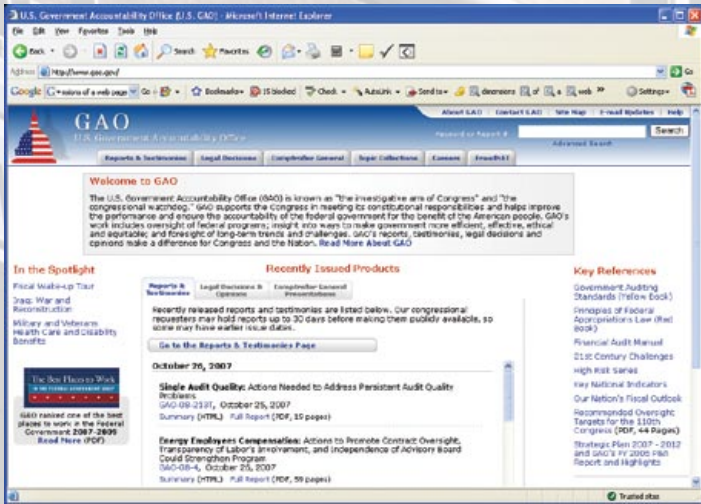 U.S. Government Accountability Office (U.S. GAO) - Microsoft Internet Explorer
File Edit View Favorites Tools Help
Back Search Favorites
Address http://www.gao.gov/ Go
Google Go Bookmarks 15 blocked Check AutoLink Send to Settings
About GAO | Contact GAO | Site Map | E-mail Updates | Help
GAO
U.S. Government Accountability Office
Keyword or Report # Search
Advanced Search
Reports & Testimonies Legal Decisions Comptroller General Topic Collections Careers FraudNET
Welcome to GAO
The U.S. Government Accountability Office (GAO) is known as "the investigative arm of Congress" and "the
congressional watchdog." GAO supports the Congress in meeting its constitutional responsibilities and helps improve
the performance and ensure the accountability of the federal government for the benefit of the American people. GAO's
work includes oversight of federal programs; insight into ways to make government more efficient, effective, ethical
and equitable; and foresight of long-term trends and challenges. GAO's reports, testimonies, legal decisions and
opinions make a difference for Congress and the Nation. Read More About GAO
In the Spotlight
Fiscal Wake-up Tour
Iraq: War and
Reconstruction
Military and Veterans
Health Care and Disability
Benefits
The Best Places to Work
IN THE FEDERAL GOVERNMENT 2007
GAO ranked one of the best
places to work in the Federal
Government 2007-2009
Read More (PDF)
Recently Issued Products
Reports &
Testimonies
Legal Decisions &
Opinions
Comptroller General
Presentations
Recently released reports and testimonies are listed below. Our congressional
requesters may hold reports up to 30 days before making them publicly available, so
some may have earlier issue dates.
Go to the Reports & Testimonies Page
October 26, 2007
Single Audit Quality: Actions Needed to Address Persistent Audit Quality
Problems
GAO-08-213T, October 25, 2007
Summary (HTML) Full Report (PDF, 19 pages)
Energy Employees Compensation: Actions to Promote Contract Oversight,
Transparency of Labor's Involvement, and Independence of Advisory Board
Could Strengthen Program
GAO-08-4, October 26, 2007
Summary (HTML) Full Report (PDF, 59 pages)
Key References
Government Auditing
Standards (Yellow Book)
Principles of Federal
Appropriations Law (Red
Book)
Financial Audit Manual
21st Century Challenges
High Risk Series
Key National Indicators
Our Nation's Fiscal Outlook
Recommended Oversight
Targets for the 110th
Congress (PDF, 44 Pages)
Strategic Plan 2007 - 2012
and GAO's FY 2006 P&A
Report and Highlights
Trusted sites